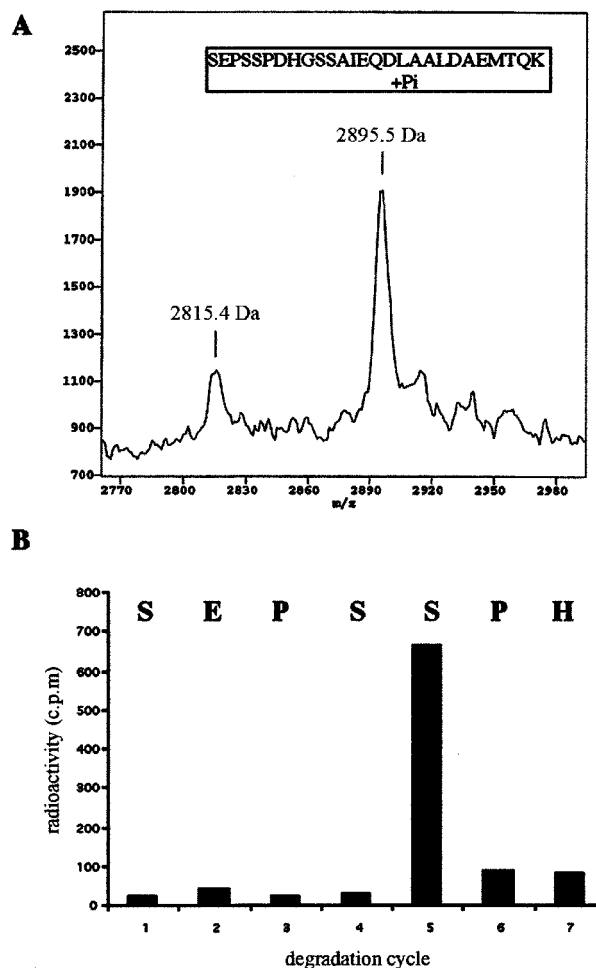 A
SEPSSPDHGSSAIEQDLAALDAEMTQK
+Pi
2895.5 Da
2815.4 Da
2500
2300
2100
1900
1700
1500
1300
1100
900
700
2770 2800 2830 2860 2890 2920 2950 2980
m/z
B
S E P S S P H
800
700
600
500
400
300
200
100
0
radioactivity (c.p.m)
1 2 3 4 5 6 7
degradation cycle